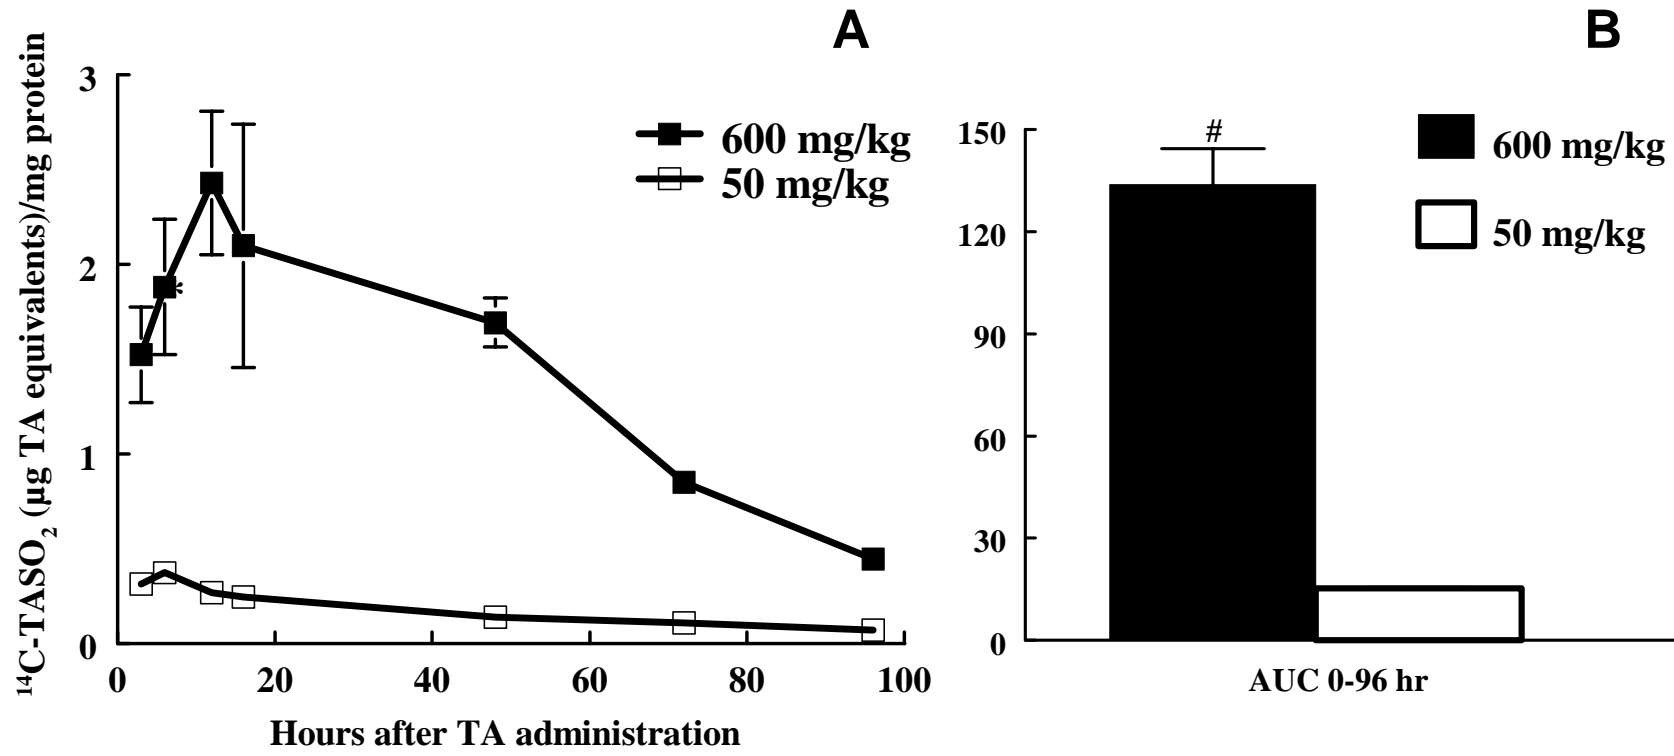 A
B
¹⁴C-TASO₂ (µg TA equivalents)/mg protein
3
2
1
0
0 20 40 60 80 100
Hours after TA administration
600 mg/kg
50 mg/kg
*
150
120
90
60
30
0
#
600 mg/kg
50 mg/kg
AUC 0-96 hr